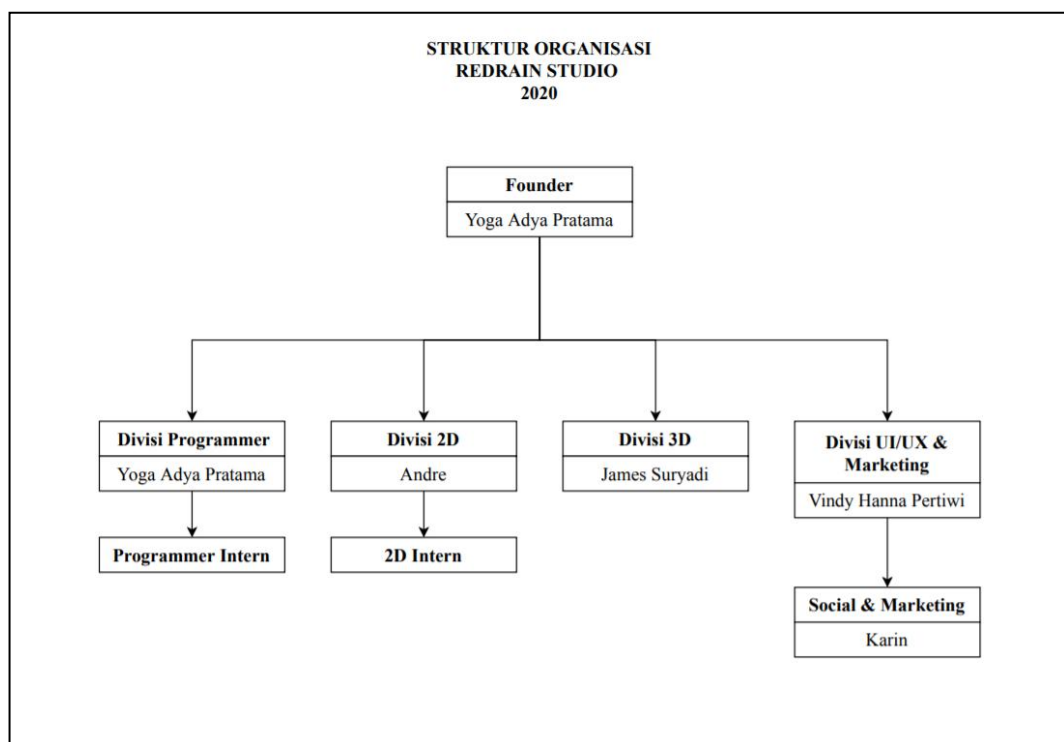 STRUKTUR ORGANISASI
REDRAIN STUDIO
2020
Founder
Yoga Adya Pratama
Divisi Programmer
Yoga Adya Pratama
Programmer Intern
Divisi 2D
Andre
2D Intern
Divisi 3D
James Suryadi
Divisi UI/UX &
Marketing
Vindy Hanna Pertiwi
Social & Marketing
Karin